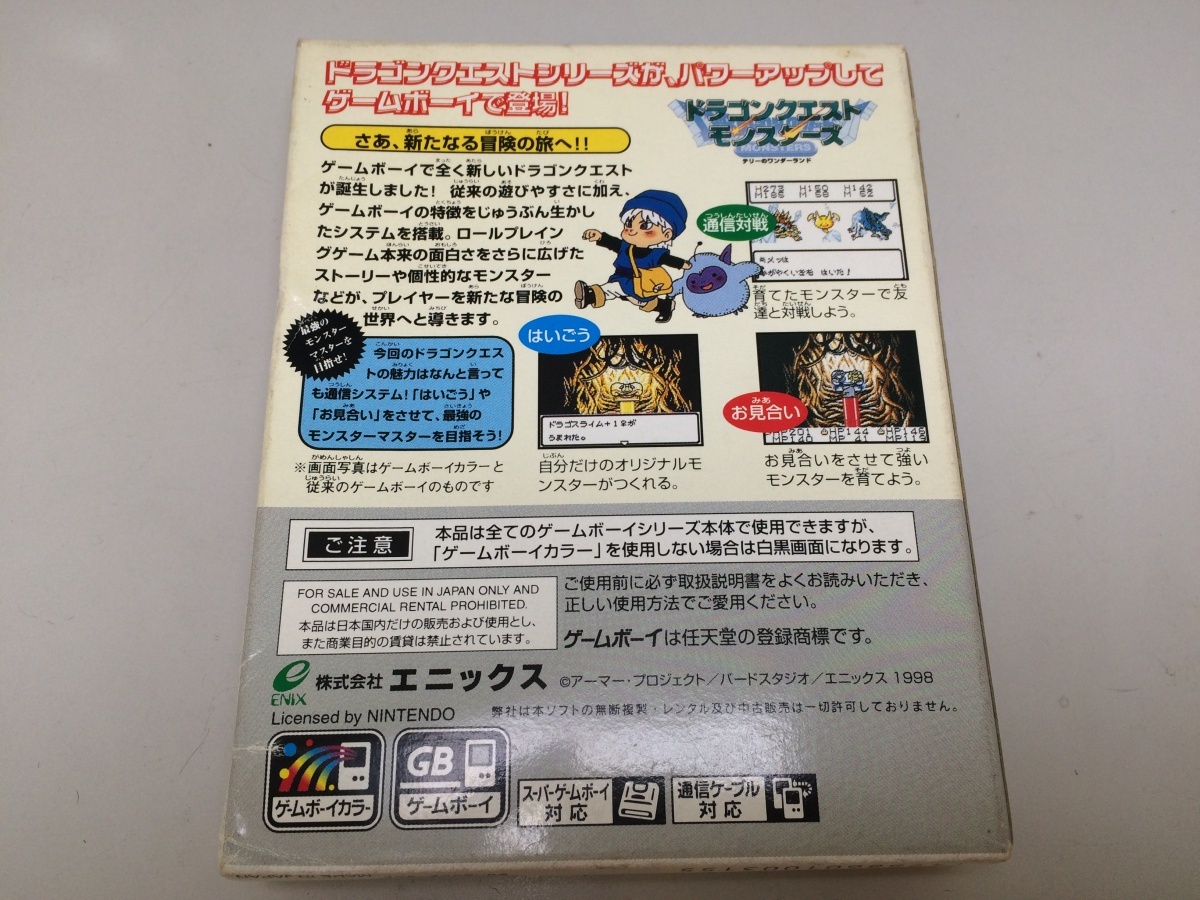 ドラゴンクエストシリーズが、パワーアップして
ゲームボーイで登場!
ドラゴンクエスト
モンスターズ
MONSTERS
テリーのワンダーランド
さあ、新たなる冒険の旅へ!!
ゲームボーイで全く新しいドラゴンクエスト
が誕生しました! 従来の遊びやすさに加え、
ゲームボーイの特徴をじゅうぶん生かし
たシステムを搭載。ロールプレイン
グゲーム本来の面白さをさらに広げた
ストーリーや個性的なモンスター
などが、プレイヤーを新たな冒険の
世界へと導きます。
通信対戦
H273 H150 H142
育てたモンスターで友
達と対戦しよう。
最強の
モンスター
マスターを
目指せ!
今回のドラゴンクエス
トの魅力はなんと言って
も通信システム!「はいごう」や
「お見合い」をさせて、最強の
モンスターマスターを目指そう!
※画面写真はゲームボーイカラーと
従来のゲームボーイのものです
はいごう
ドラゴスライム+1♀が
うまれた。
自分だけのオリジナルモ
ンスターがつくれる。
お見合い
お見合いをさせて強い
モンスターを育てよう。
ご注意
本品は全てのゲームボーイシリーズ本体で使用できますが、
「ゲームボーイカラー」を使用しない場合は白黒画面になります。
FOR SALE AND USE IN JAPAN ONLY AND
COMMERCIAL RENTAL PROHIBITED.
本品は日本国内だけの販売および使用とし、
また商業目的の賃貸は禁止されています。
ご使用前に必ず取扱説明書をよくお読みいただき、
正しい使用方法でご愛用ください。
ゲームボーイは任天堂の登録商標です。
ENIX
株式会社 エニックス
©アーマー・プロジェクト/バードスタジオ/エニックス 1998
Licensed by NINTENDO
弊社は本ソフトの無断複製・レンタル及び中古販売は一切許可しておりません。
ゲームボーイカラー
GB
ゲームボーイ
スーパーゲームボーイ
対応
通信ケーブル
対応